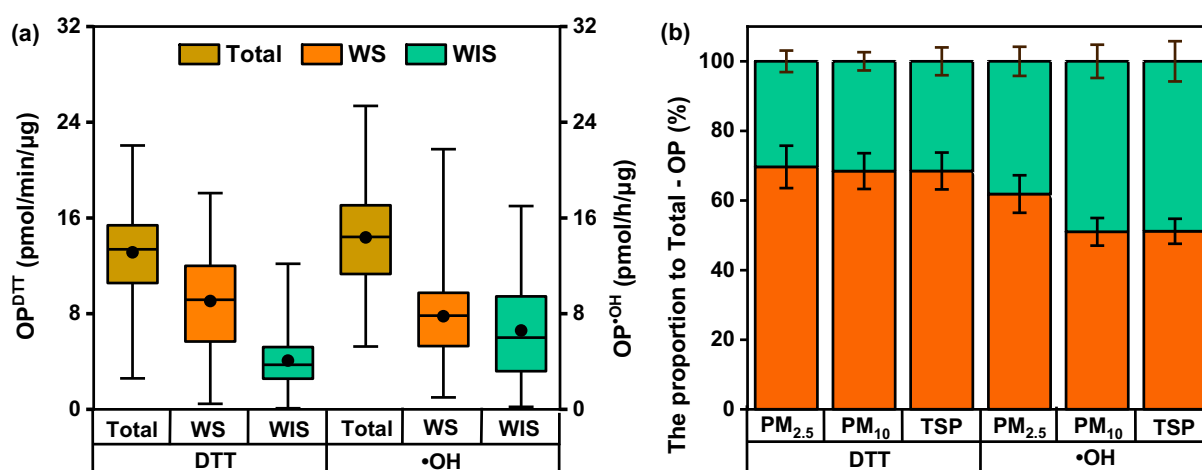 (a)
Total WS WIS
32
24
16
8
0
OP^DTT (pmol/min/µg)
32
24
16
8
0
OP^•OH (pmol/h/µg)
Total WS WIS Total WS WIS
DTT •OH
(b)
The proportion to Total - OP (%)
100
80
60
40
20
0
PM₂.₅ PM₁₀ TSP PM₂.₅ PM₁₀ TSP
DTT •OH